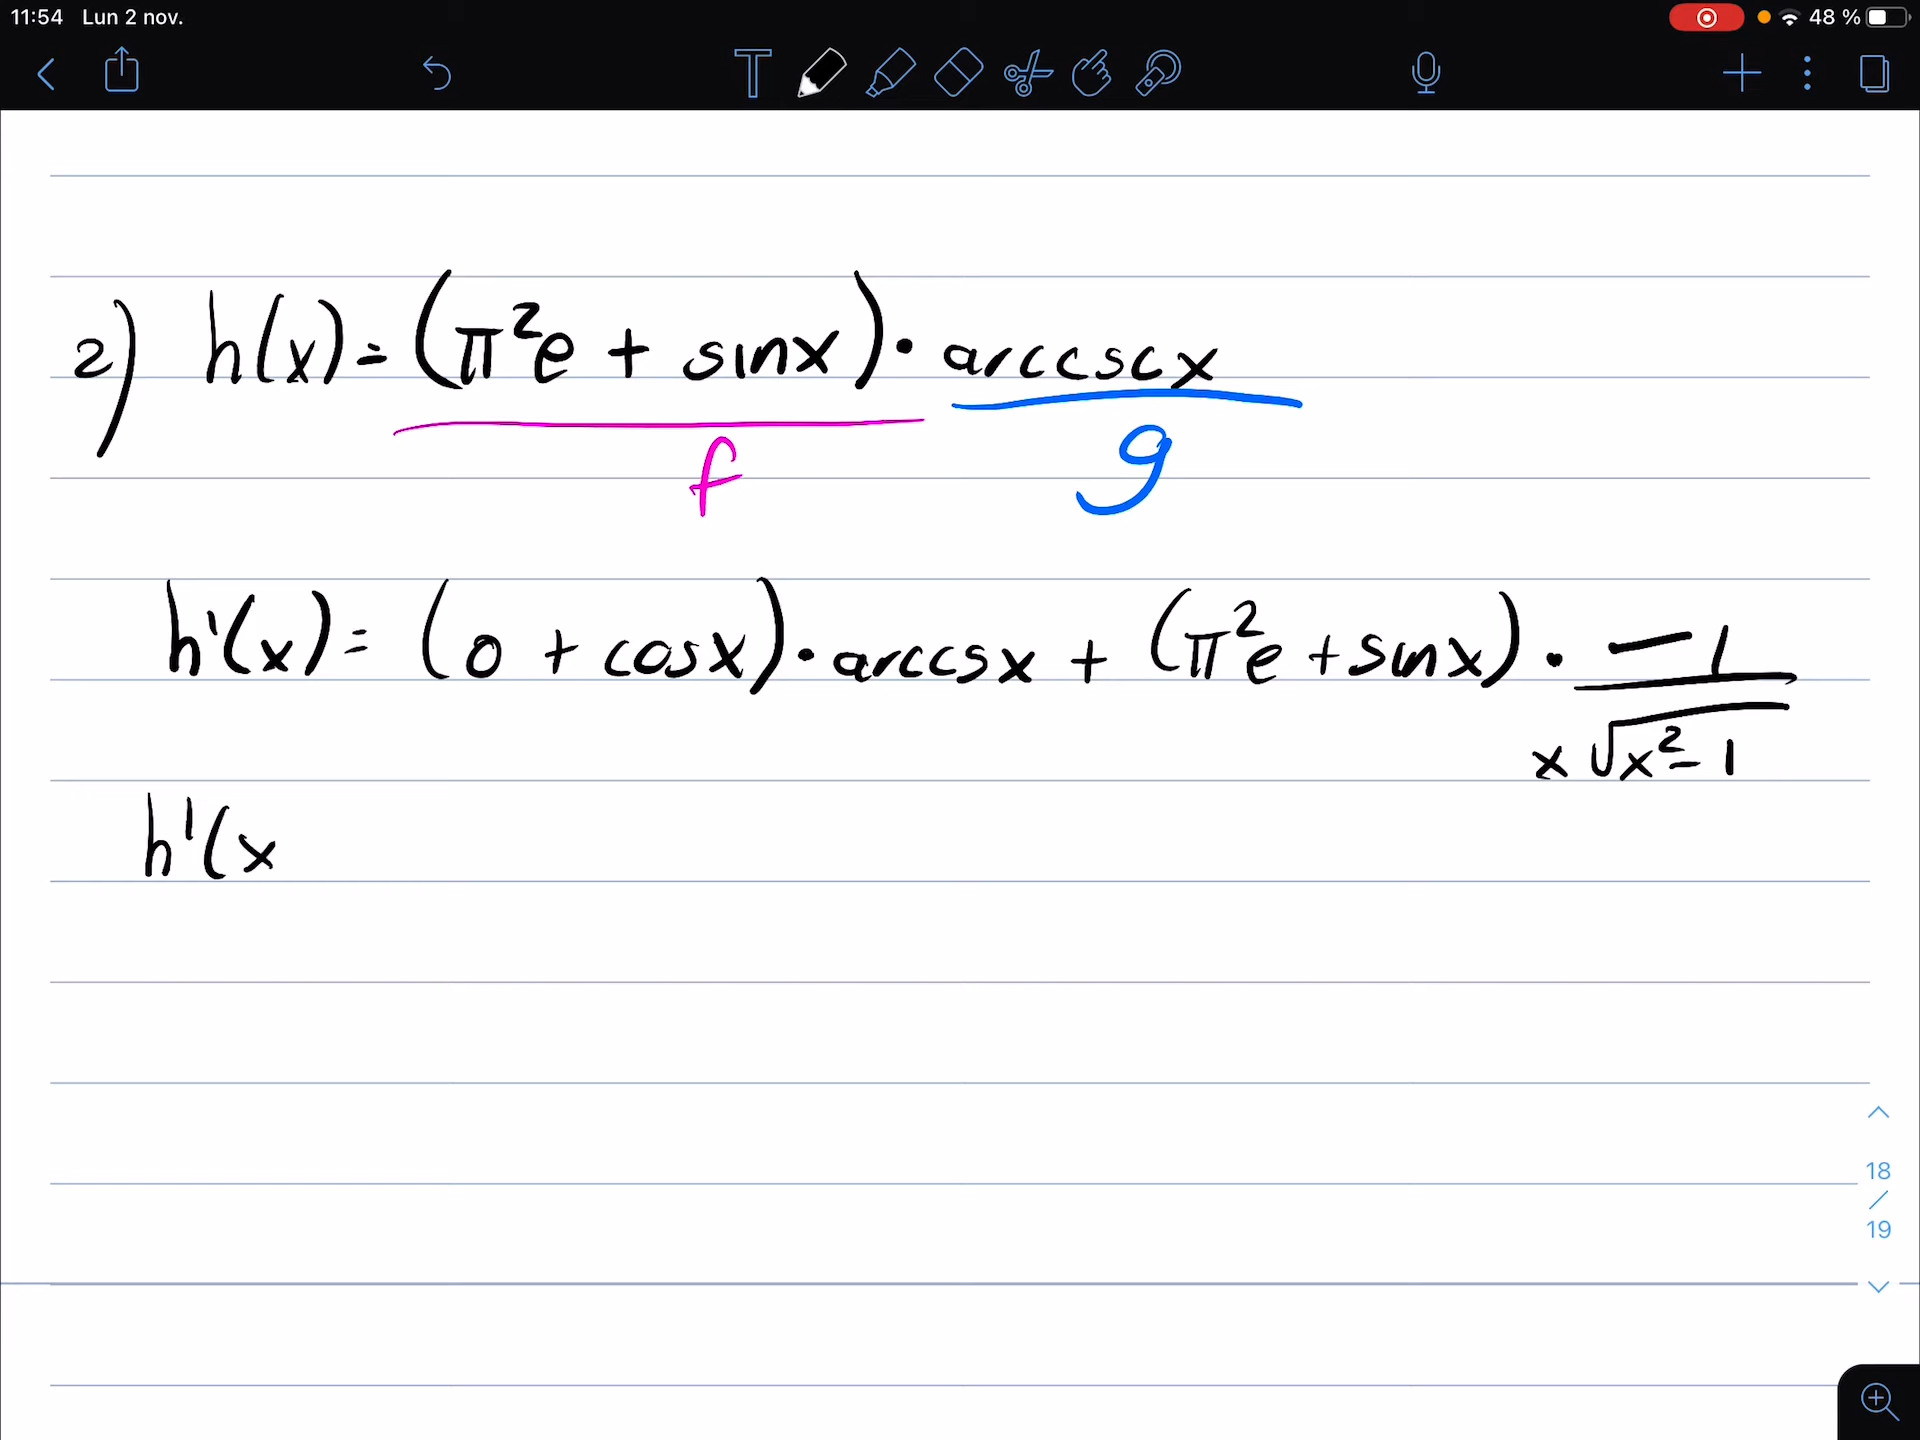 11:54 Lun 2 nov. 48 %
T
2) h(x) = (π²e + sinx) · arccscx
f g
h'(x) = (0 + cosx) · arccsx + (π²e + sinx) · -1 / x√x²-1
h'(x
18
/
19